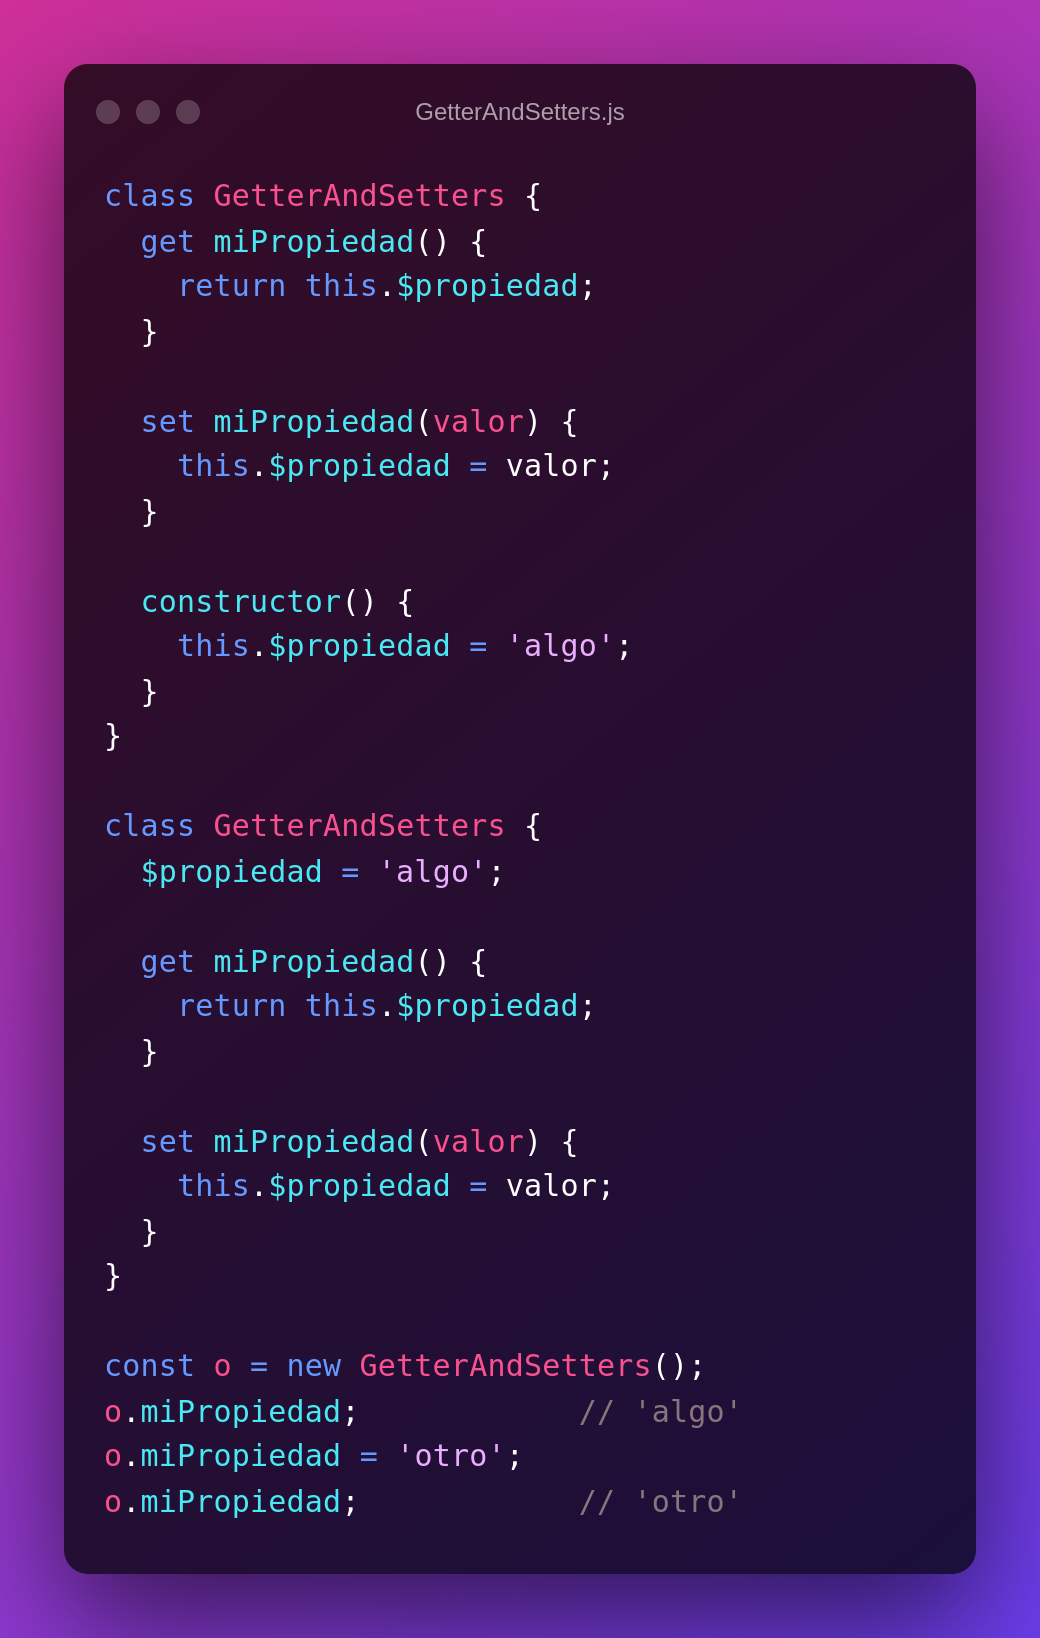 GetterAndSetters.js
class GetterAndSetters {
  get miPropiedad() {
    return this.$propiedad;
  }

  set miPropiedad(valor) {
    this.$propiedad = valor;
  }

  constructor() {
    this.$propiedad = 'algo';
  }
}

class GetterAndSetters {
  $propiedad = 'algo';

  get miPropiedad() {
    return this.$propiedad;
  }

  set miPropiedad(valor) {
    this.$propiedad = valor;
  }
}

const o = new GetterAndSetters();
o.miPropiedad;            // 'algo'
o.miPropiedad = 'otro';
o.miPropiedad;            // 'otro'